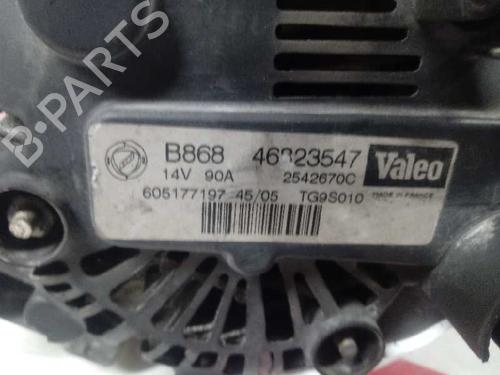 B-PARTS
B868 46823547 Valeo
14V 90A 2542670C MADE IN FRANCE
605177197 45/05 TG9S010